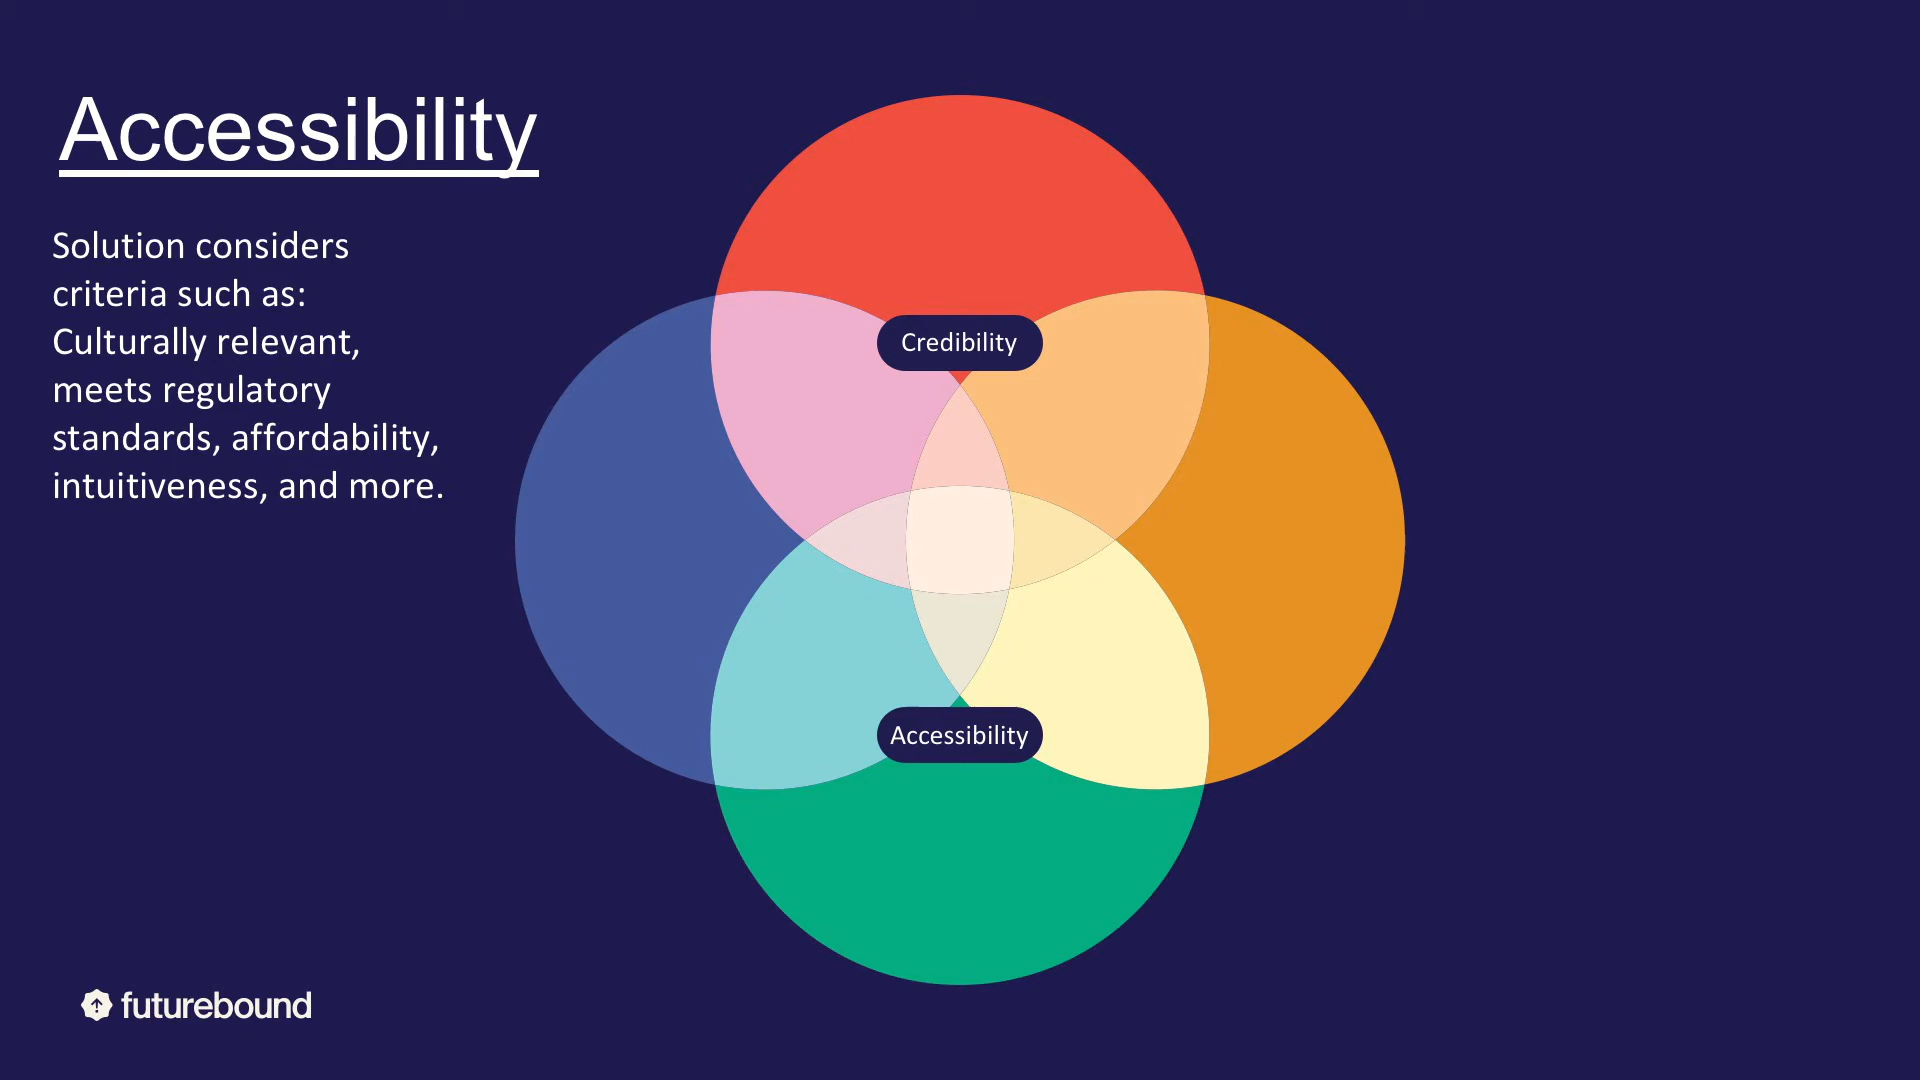 Accessibility
Solution considers
criteria such as:
Culturally relevant,
meets regulatory
standards, affordability,
intuitiveness, and more.
Credibility
Accessibility
futurebound